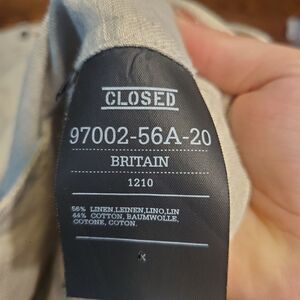 CLOSED
97002-56A-20
BRITAIN
1210
56% LINEN,LEINEN,LINO,LIN
44% COTTON, BAUMWOLLE,
COTONE, COTON.